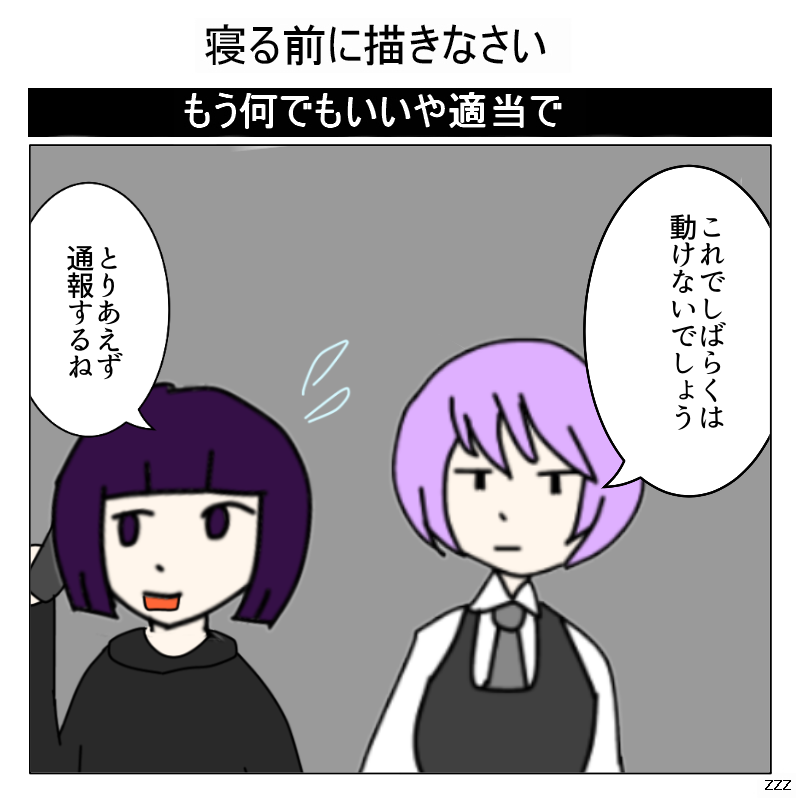 寝る前に描きなさい
もう何でもいいや適当で
これでしばらくは
動けないでしょう
とりあえず
通報するね
zzz